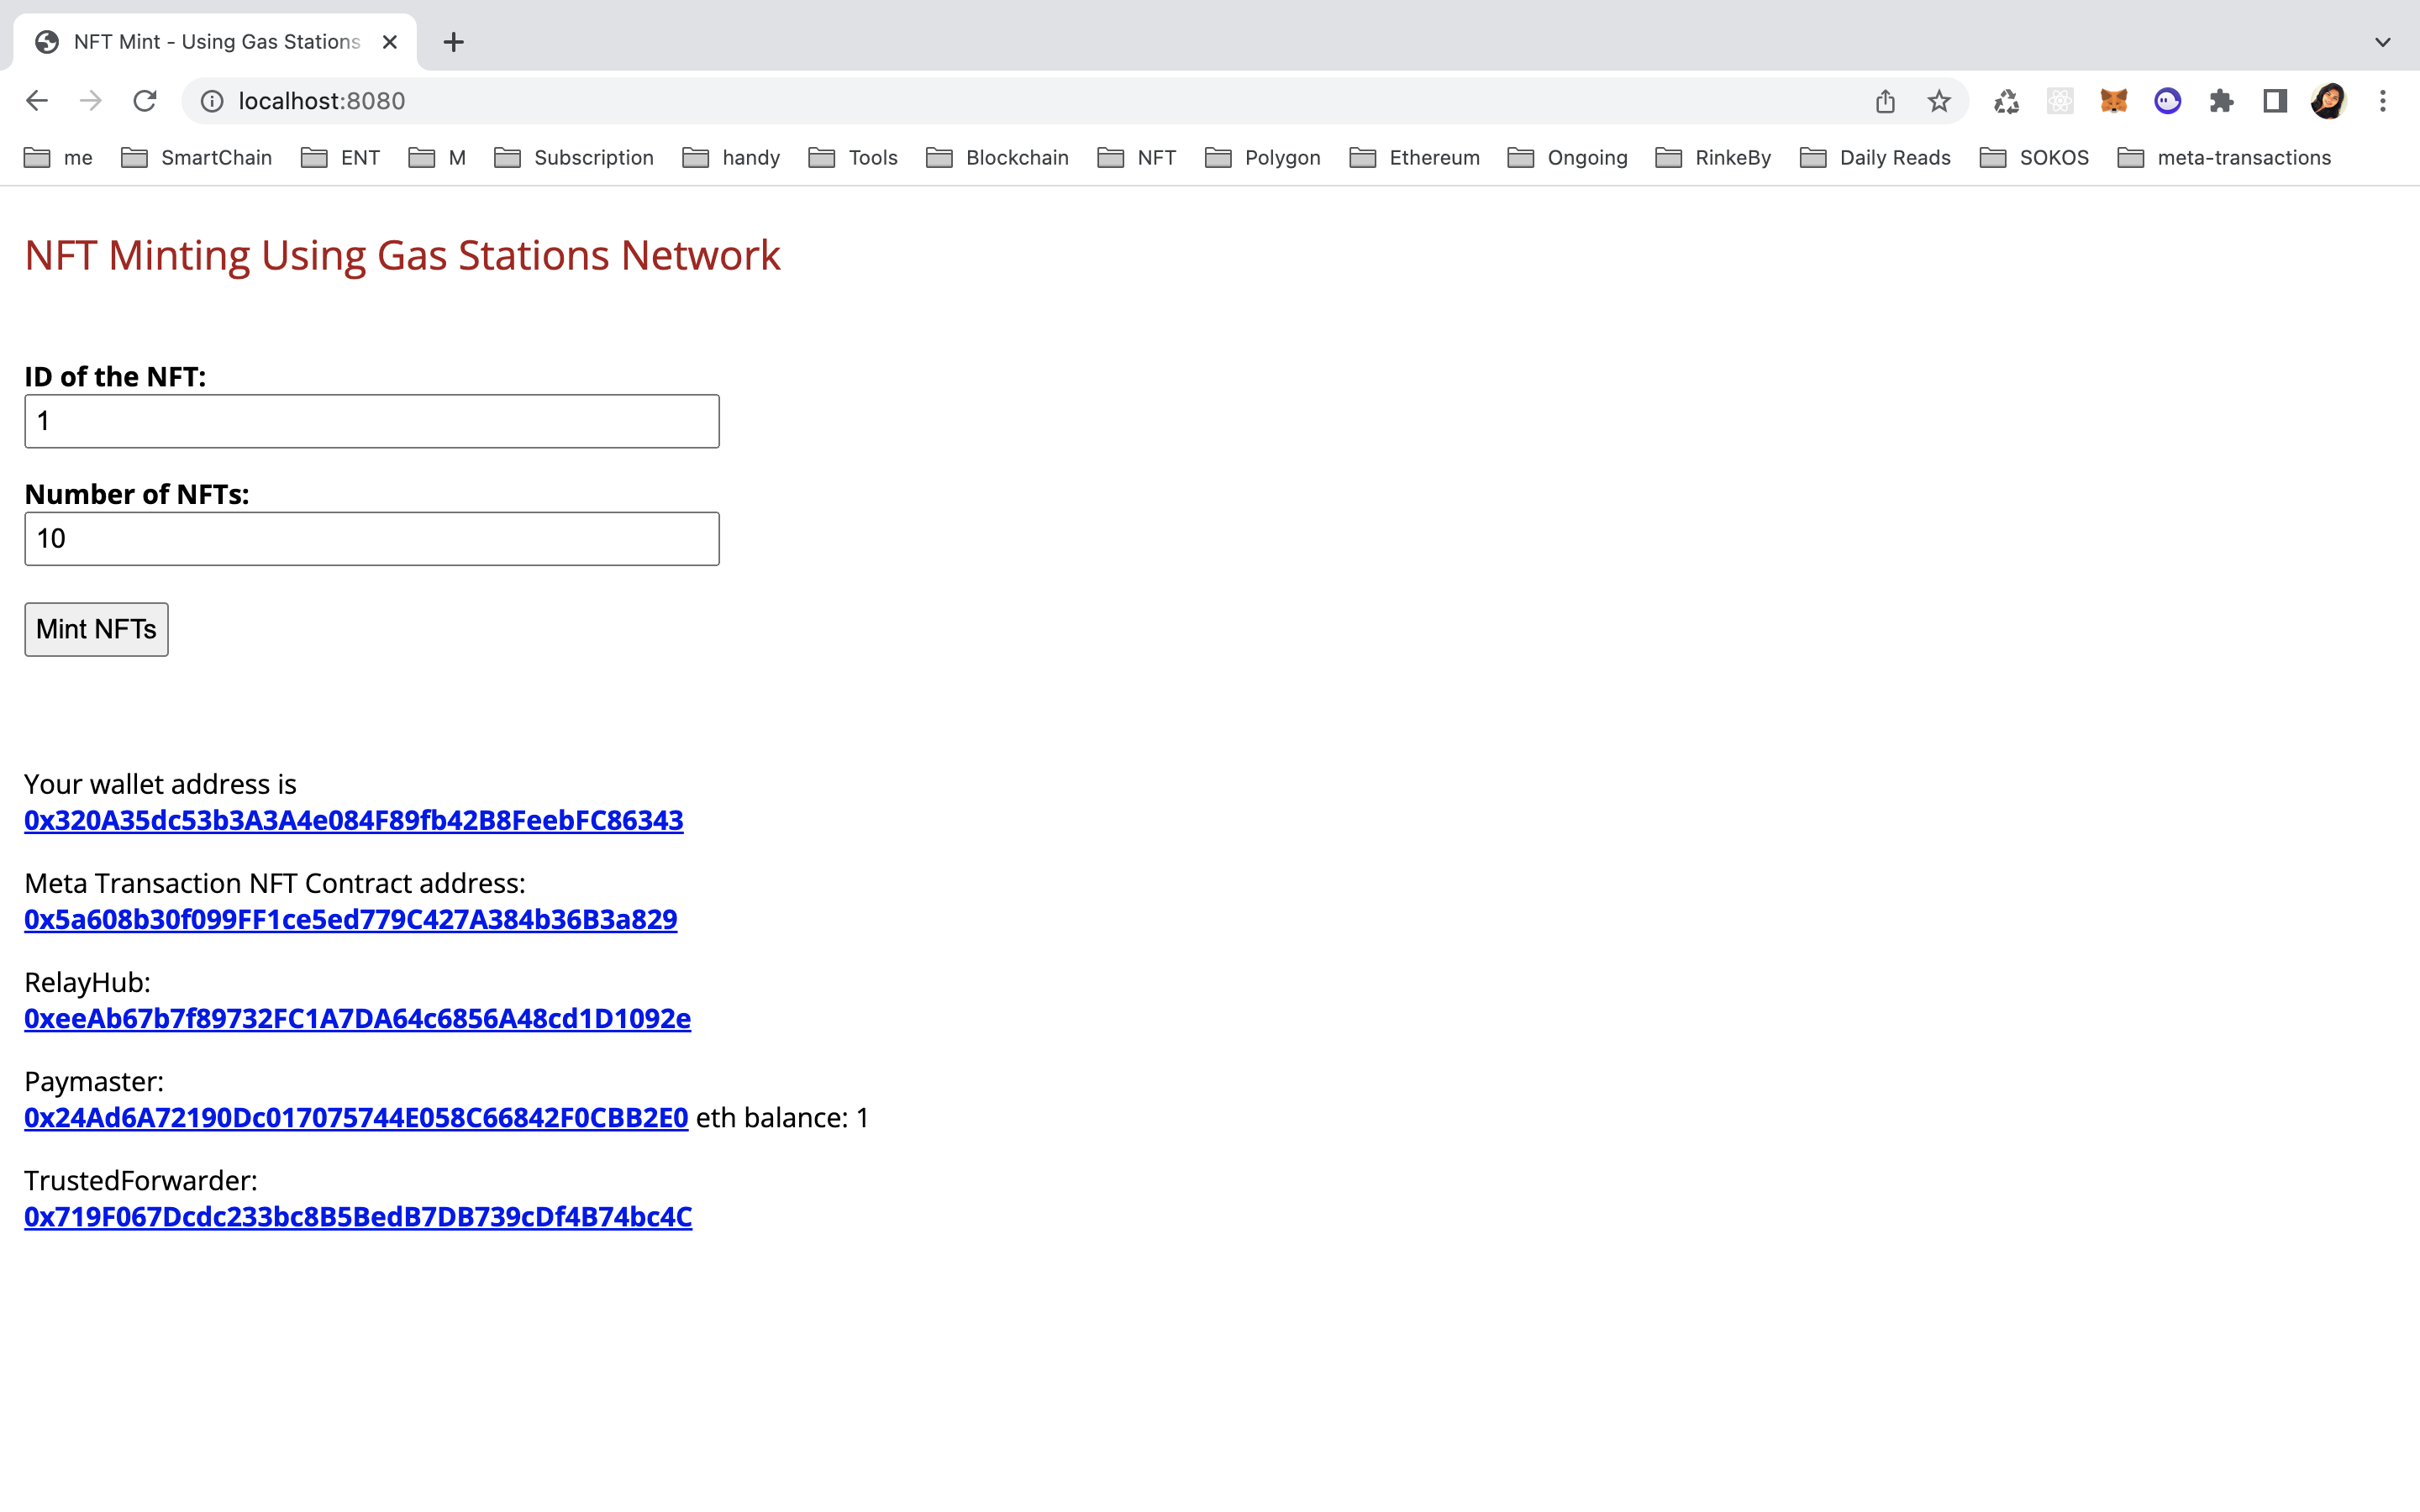 NFT Mint - Using Gas Stations
localhost:8080
me SmartChain ENT M Subscription handy Tools Blockchain NFT Polygon Ethereum Ongoing RinkeBy Daily Reads SOKOS meta-transactions
NFT Minting Using Gas Stations Network
ID of the NFT:
1
Number of NFTs:
10
Mint NFTs
Your wallet address is
0x320A35dc53b3A3A4e084F89fb42B8FeebFC86343
Meta Transaction NFT Contract address:
0x5a608b30f099FF1ce5ed779C427A384b36B3a829
RelayHub:
0xeeAb67b7f89732FC1A7DA64c6856A48cd1D1092e
Paymaster:
0x24Ad6A72190Dc017075744E058C66842F0CBB2E0 eth balance: 1
TrustedForwarder:
0x719F067Dcdc233bc8B5BedB7DB739cDf4B74bc4C